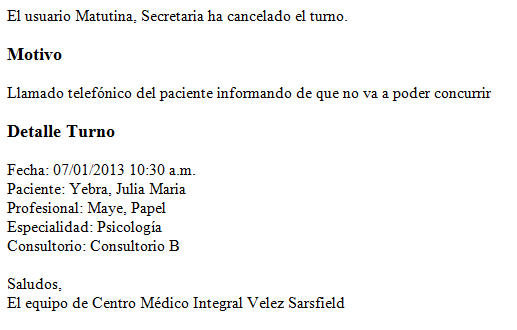 El usuario Matutina, Secretaria ha cancelado el turno.
Motivo
Llamado telefónico del paciente informando de que no va a poder concurrir
Detalle Turno
Fecha: 07/01/2013 10:30 a.m.
Paciente: Yebra, Julia Maria
Profesional: Maye, Papel
Especialidad: Psicología
Consultorio: Consultorio B
Saludos,
El equipo de Centro Médico Integral Velez Sarsfield